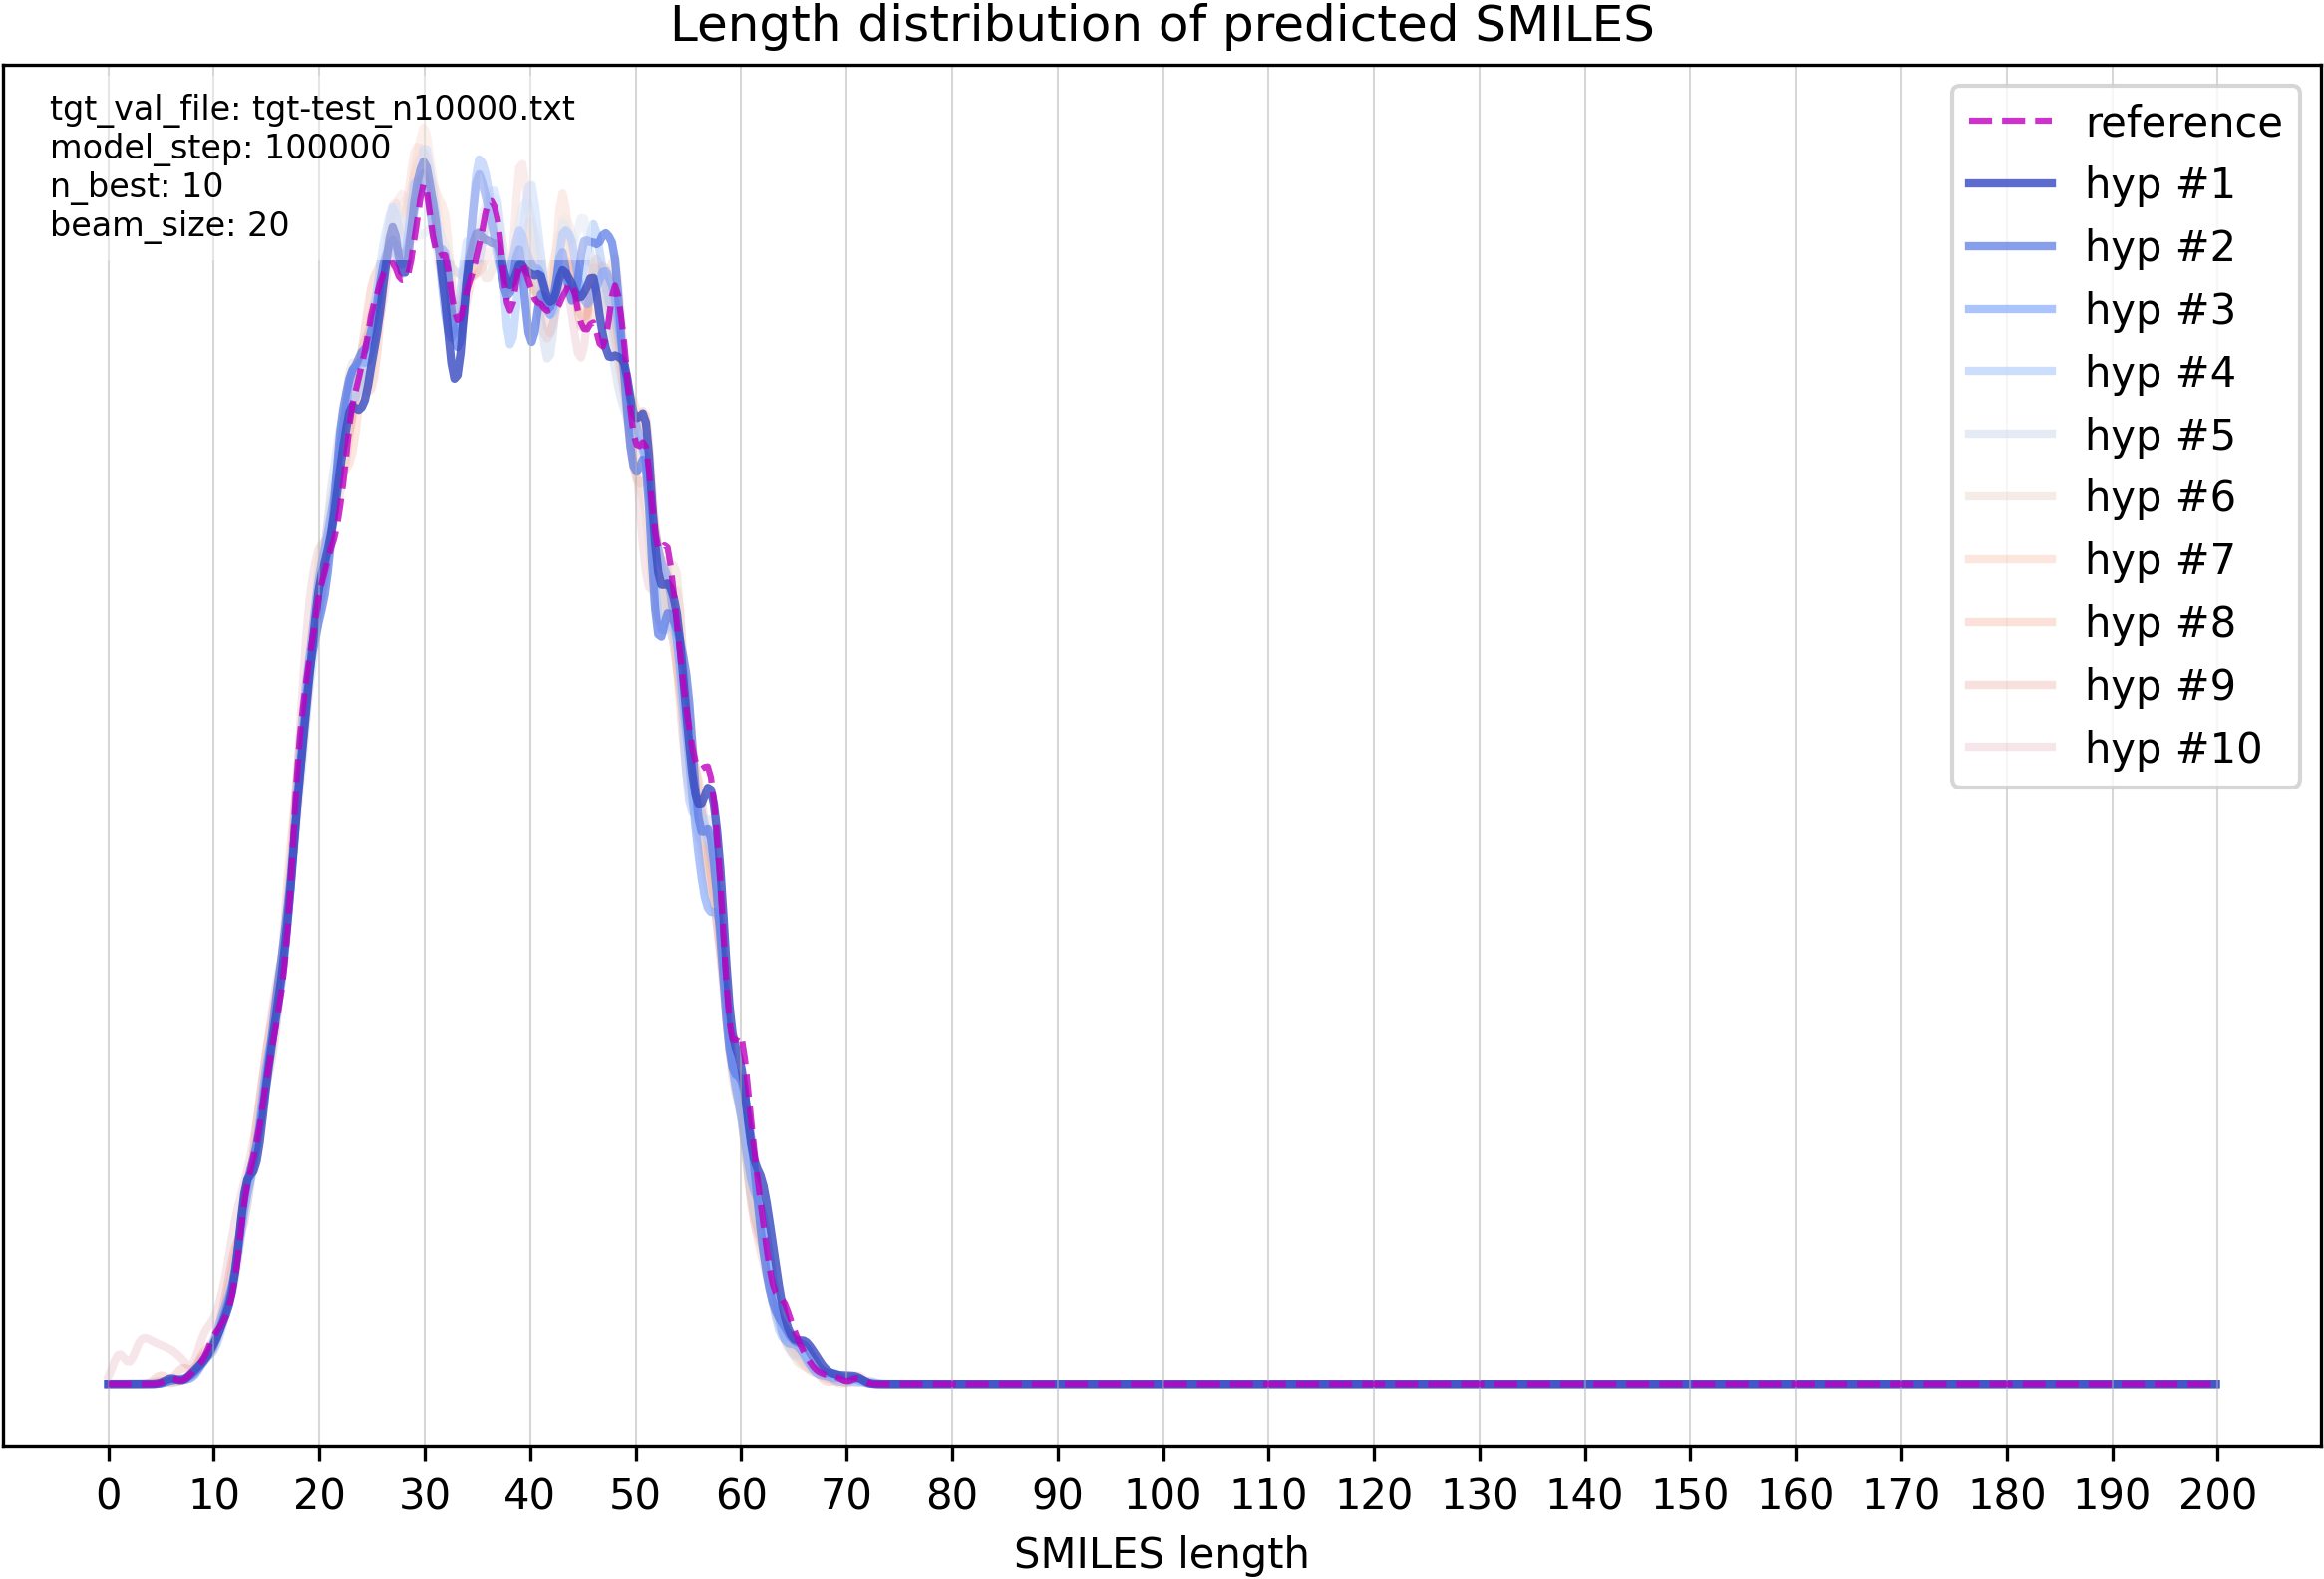 Length distribution of predicted SMILES
tgt_val_file: tgt-test_n10000.txt
model_step: 100000
n_best: 10
beam_size: 20
reference
hyp #1
hyp #2
hyp #3
hyp #4
hyp #5
hyp #6
hyp #7
hyp #8
hyp #9
hyp #10
0 10 20 30 40 50 60 70 80 90 100 110 120 130 140 150 160 170 180 190 200
SMILES length